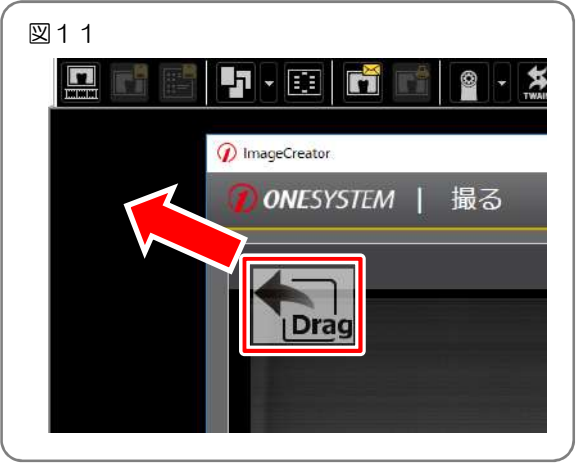 図１１
TWAIN
ImageCreator
ONESYSTEM | 撮る
Drag